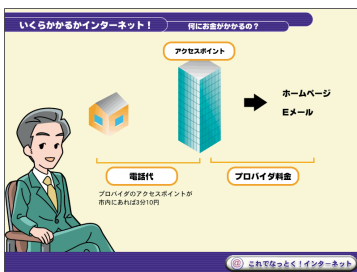 いくらかかるかインターネット！
何にお金がかかるの？
アクセスポイント
ホームページ
Eメール
電話代
プロバイダ料金
プロバイダのアクセスポイントが
市内にあれば3分10円
@ これでなっとく！インターネット